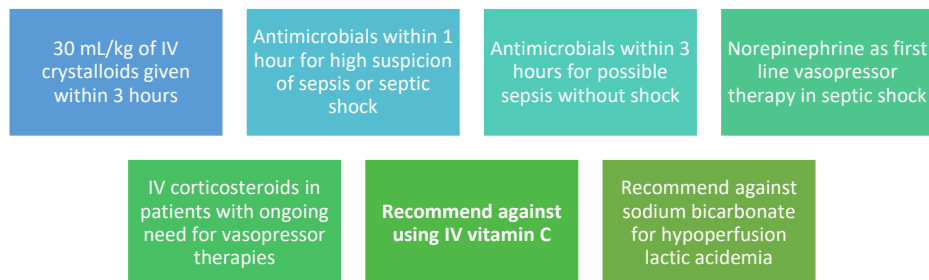 30 mL/kg of IV
crystalloids given
within 3 hours
Antimicrobials within 1
hour for high suspicion
of sepsis or septic
shock
Antimicrobials within 3
hours for possible
sepsis without shock
Norepinephrine as first
line vasopressor
therapy in septic shock
IV corticosteroids in
patients with ongoing
need for vasopressor
therapies
Recommend against
using IV vitamin C
Recommend against
sodium bicarbonate
for hypoperfusion
lactic acidemia